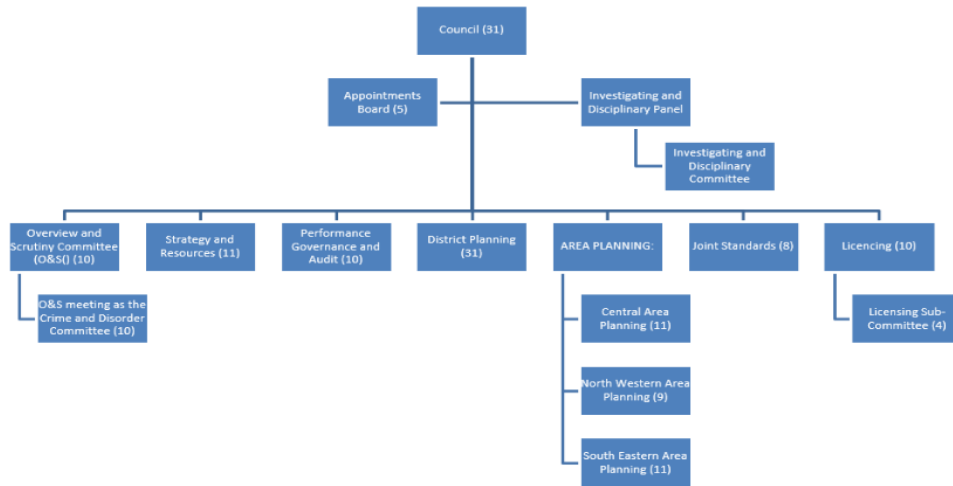 Council (31)
Appointments
Board (5)
Investigating and
Disciplinary Panel
Investigating and
Disciplinary
Committee
Overview and
Scrutiny Committee
(O&S() (10)
Strategy and
Resources (11)
Performance
Governance and
Audit (10)
District Planning
(31)
AREA PLANNING:
Joint Standards (8)
Licencing (10)
O&S meeting as the
Crime and Disorder
Committee (10)
Central Area
Planning (11)
Licensing Sub-
Committee (4)
North Western Area
Planning (9)
South Eastern Area
Planning (11)